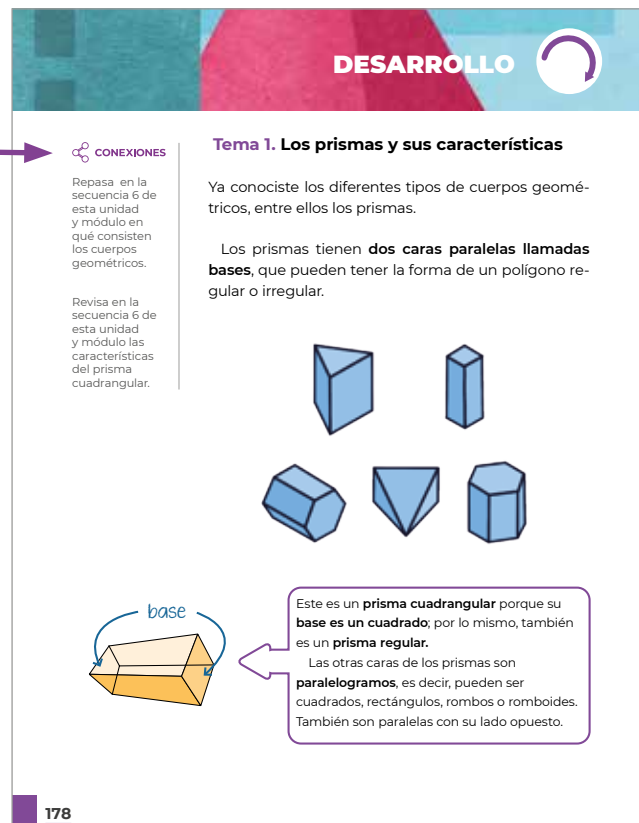 DESARROLLO
CONEXIONES
Repasa en la
secuencia 6 de
esta unidad
y módulo en
qué consisten
los cuerpos
geométricos.
Revisa en la
secuencia 6 de
esta unidad
y módulo las
características
del prisma
cuadrangular.
Tema 1. Los prismas y sus características
Ya conociste los diferentes tipos de cuerpos geomé-
tricos, entre ellos los prismas.
Los prismas tienen dos caras paralelas llamadas
bases, que pueden tener la forma de un polígono re-
gular o irregular.
base
Este es un prisma cuadrangular porque su
base es un cuadrado; por lo mismo, también
es un prisma regular.
Las otras caras de los prismas son
paralelogramos, es decir, pueden ser
cuadrados, rectángulos, rombos o romboides.
También son paralelas con su lado opuesto.
178